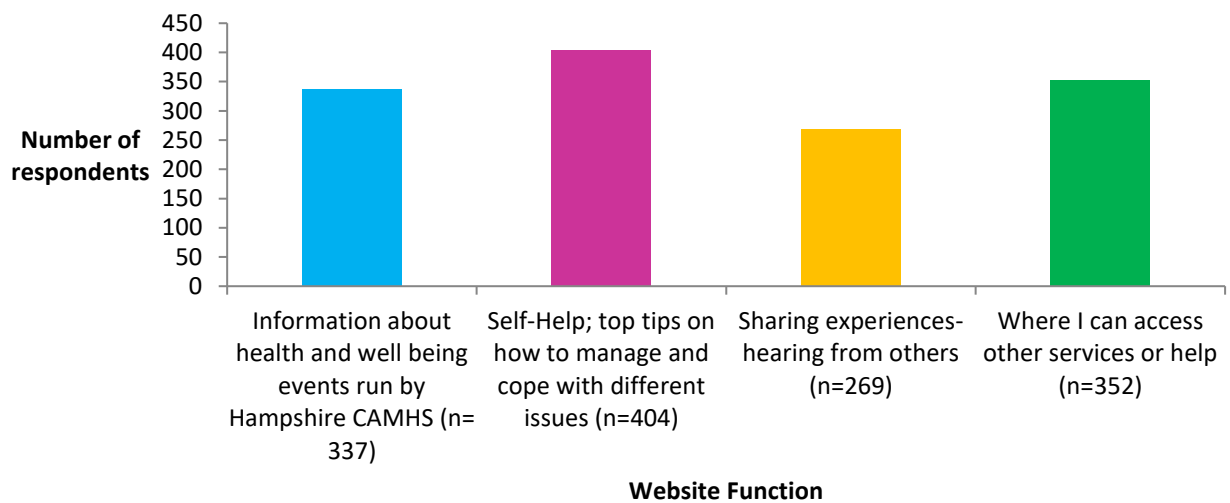 450
400
350
300
250
200
150
100
50
0
Number of
respondents
Information about
health and well being
events run by
Hampshire CAMHS (n=
337)
Self-Help; top tips on
how to manage and
cope with different
issues (n=404)
Sharing experiences-
hearing from others
(n=269)
Where I can access
other services or help
(n=352)
Website Function